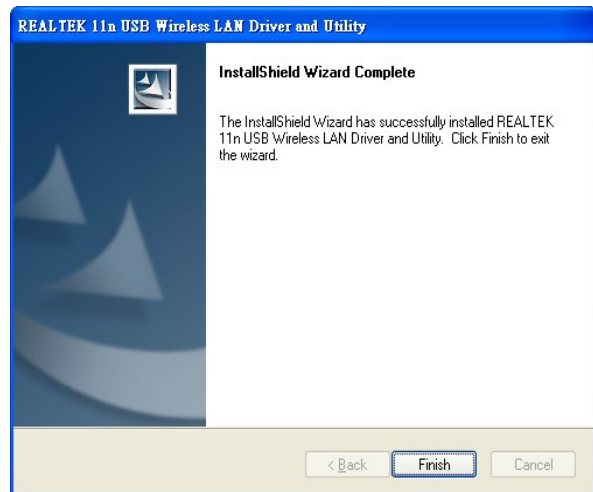 REALTEK 11n USB Wireless LAN Driver and Utility
InstallShield Wizard Complete
The InstallShield Wizard has successfully installed REALTEK
11n USB Wireless LAN Driver and Utility. Click Finish to exit
the wizard.
< Back
Finish
Cancel